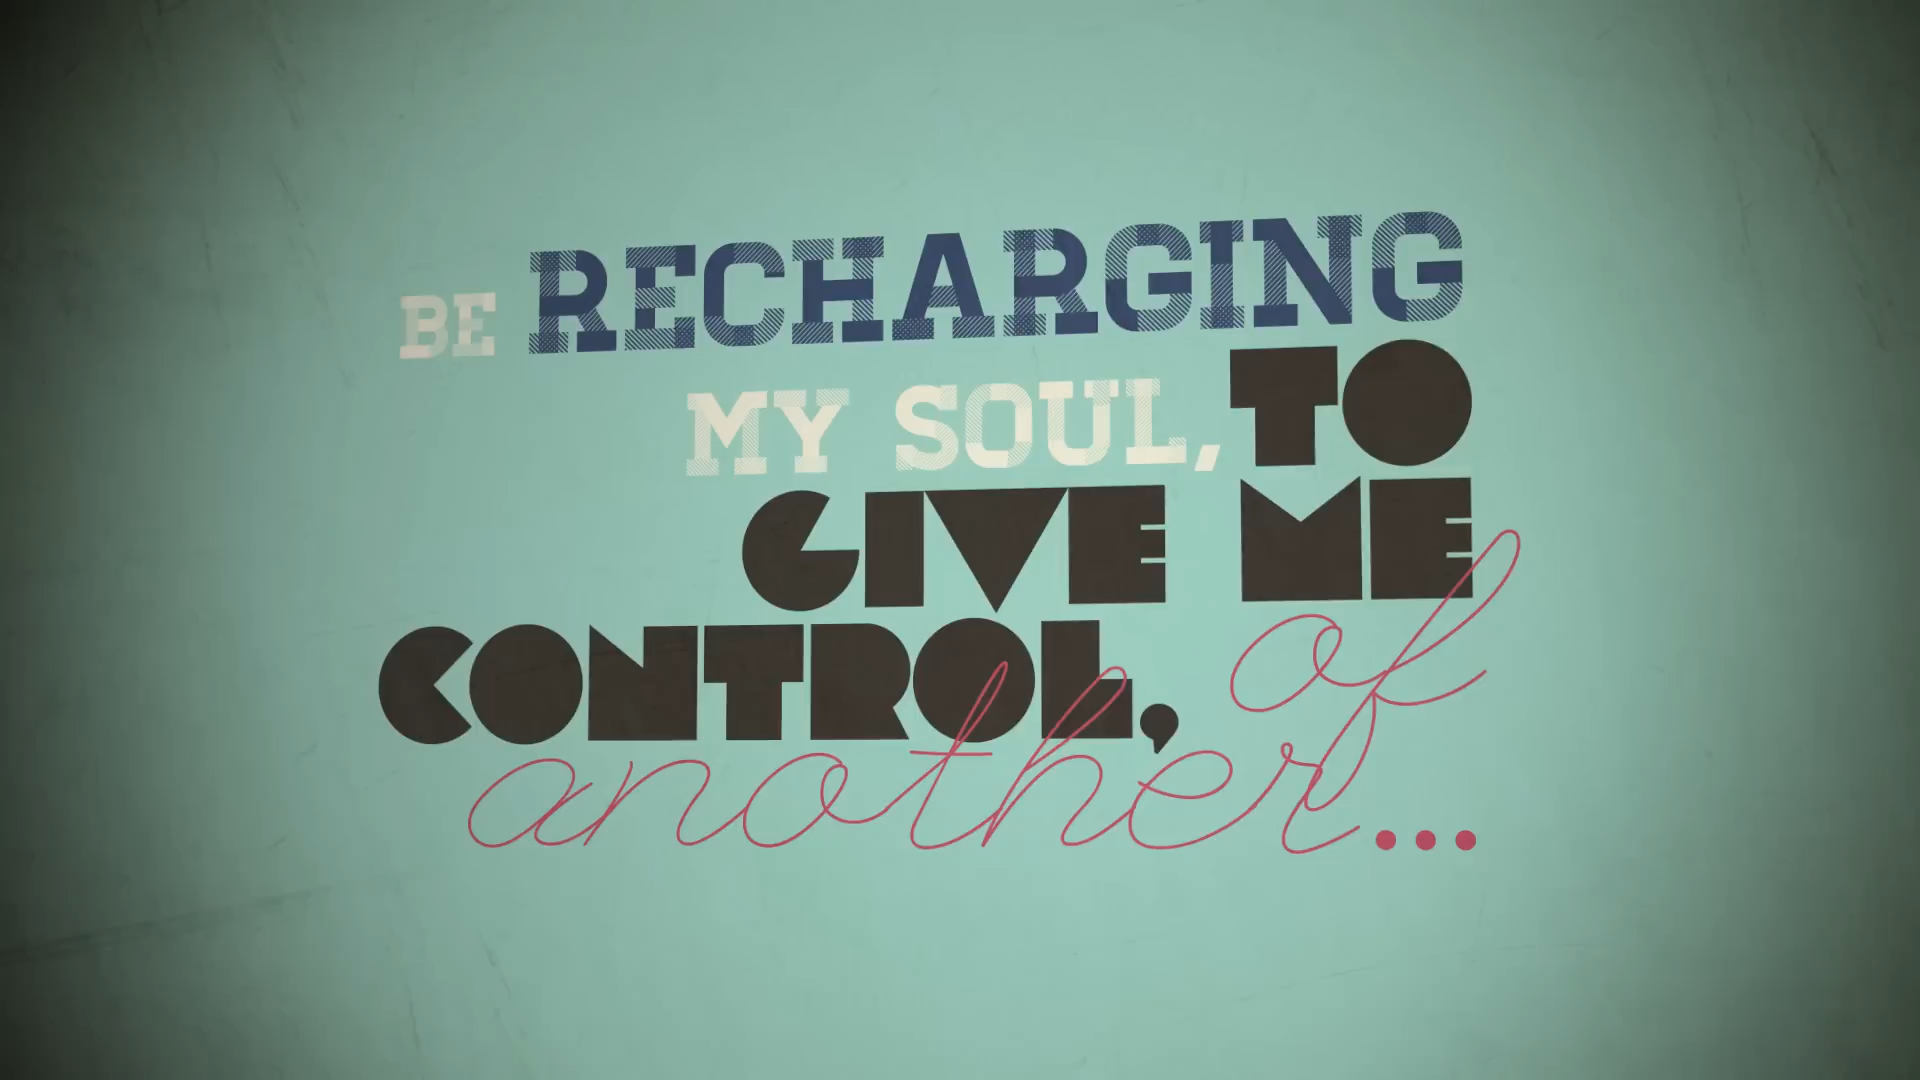 BE RECHARGING
MY SOUL, TO
GIVE ME
CONTROL, of
another...